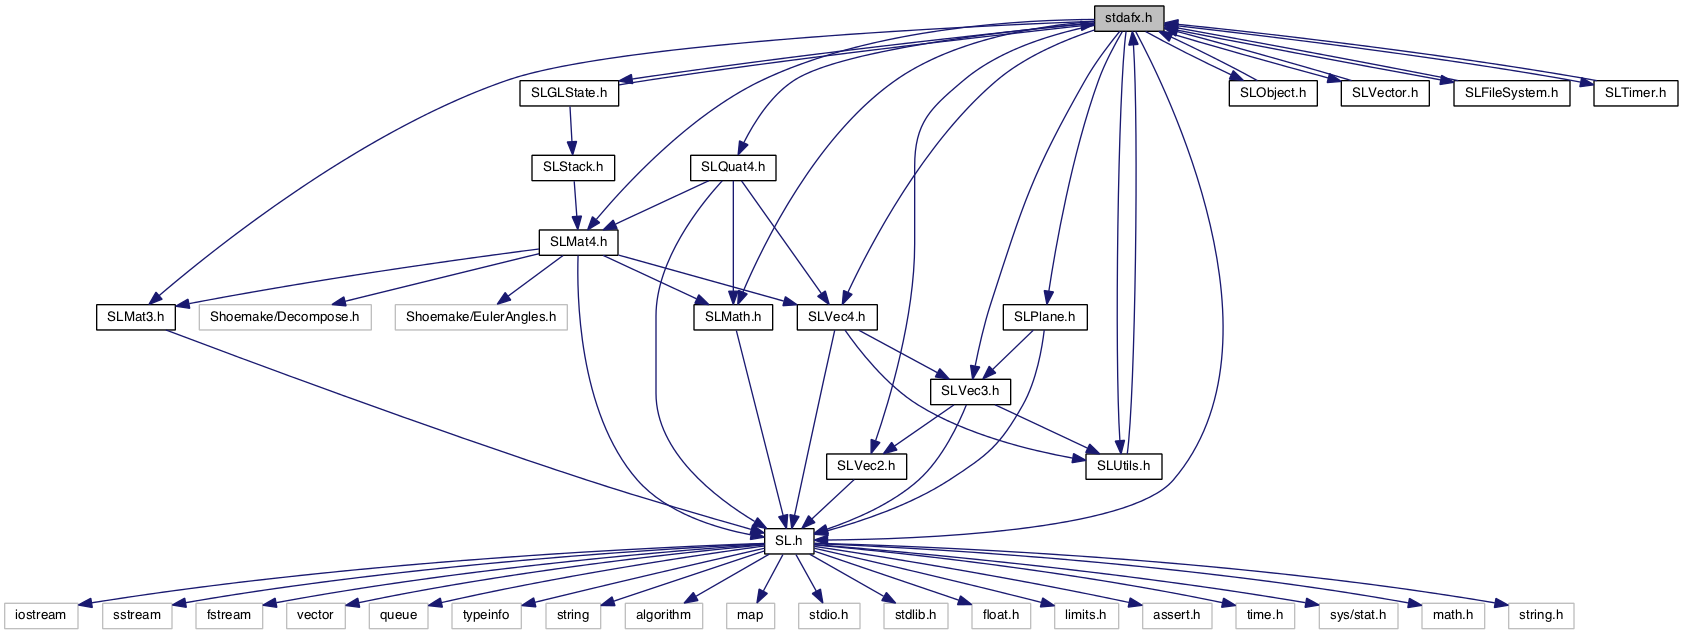 stdafx.h
SLGLState.h
SLObject.h
SLVector.h
SLFileSystem.h
SLTimer.h
SLStack.h
SLQuat4.h
SLMat4.h
SLMat3.h
Shoemake/Decompose.h
Shoemake/EulerAngles.h
SLMath.h
SLVec4.h
SLPlane.h
SLVec3.h
SLVec2.h
SLUtils.h
SL.h
iostream
sstream
fstream
vector
queue
typeinfo
string
algorithm
map
stdio.h
stdlib.h
float.h
limits.h
assert.h
time.h
sys/stat.h
math.h
string.h